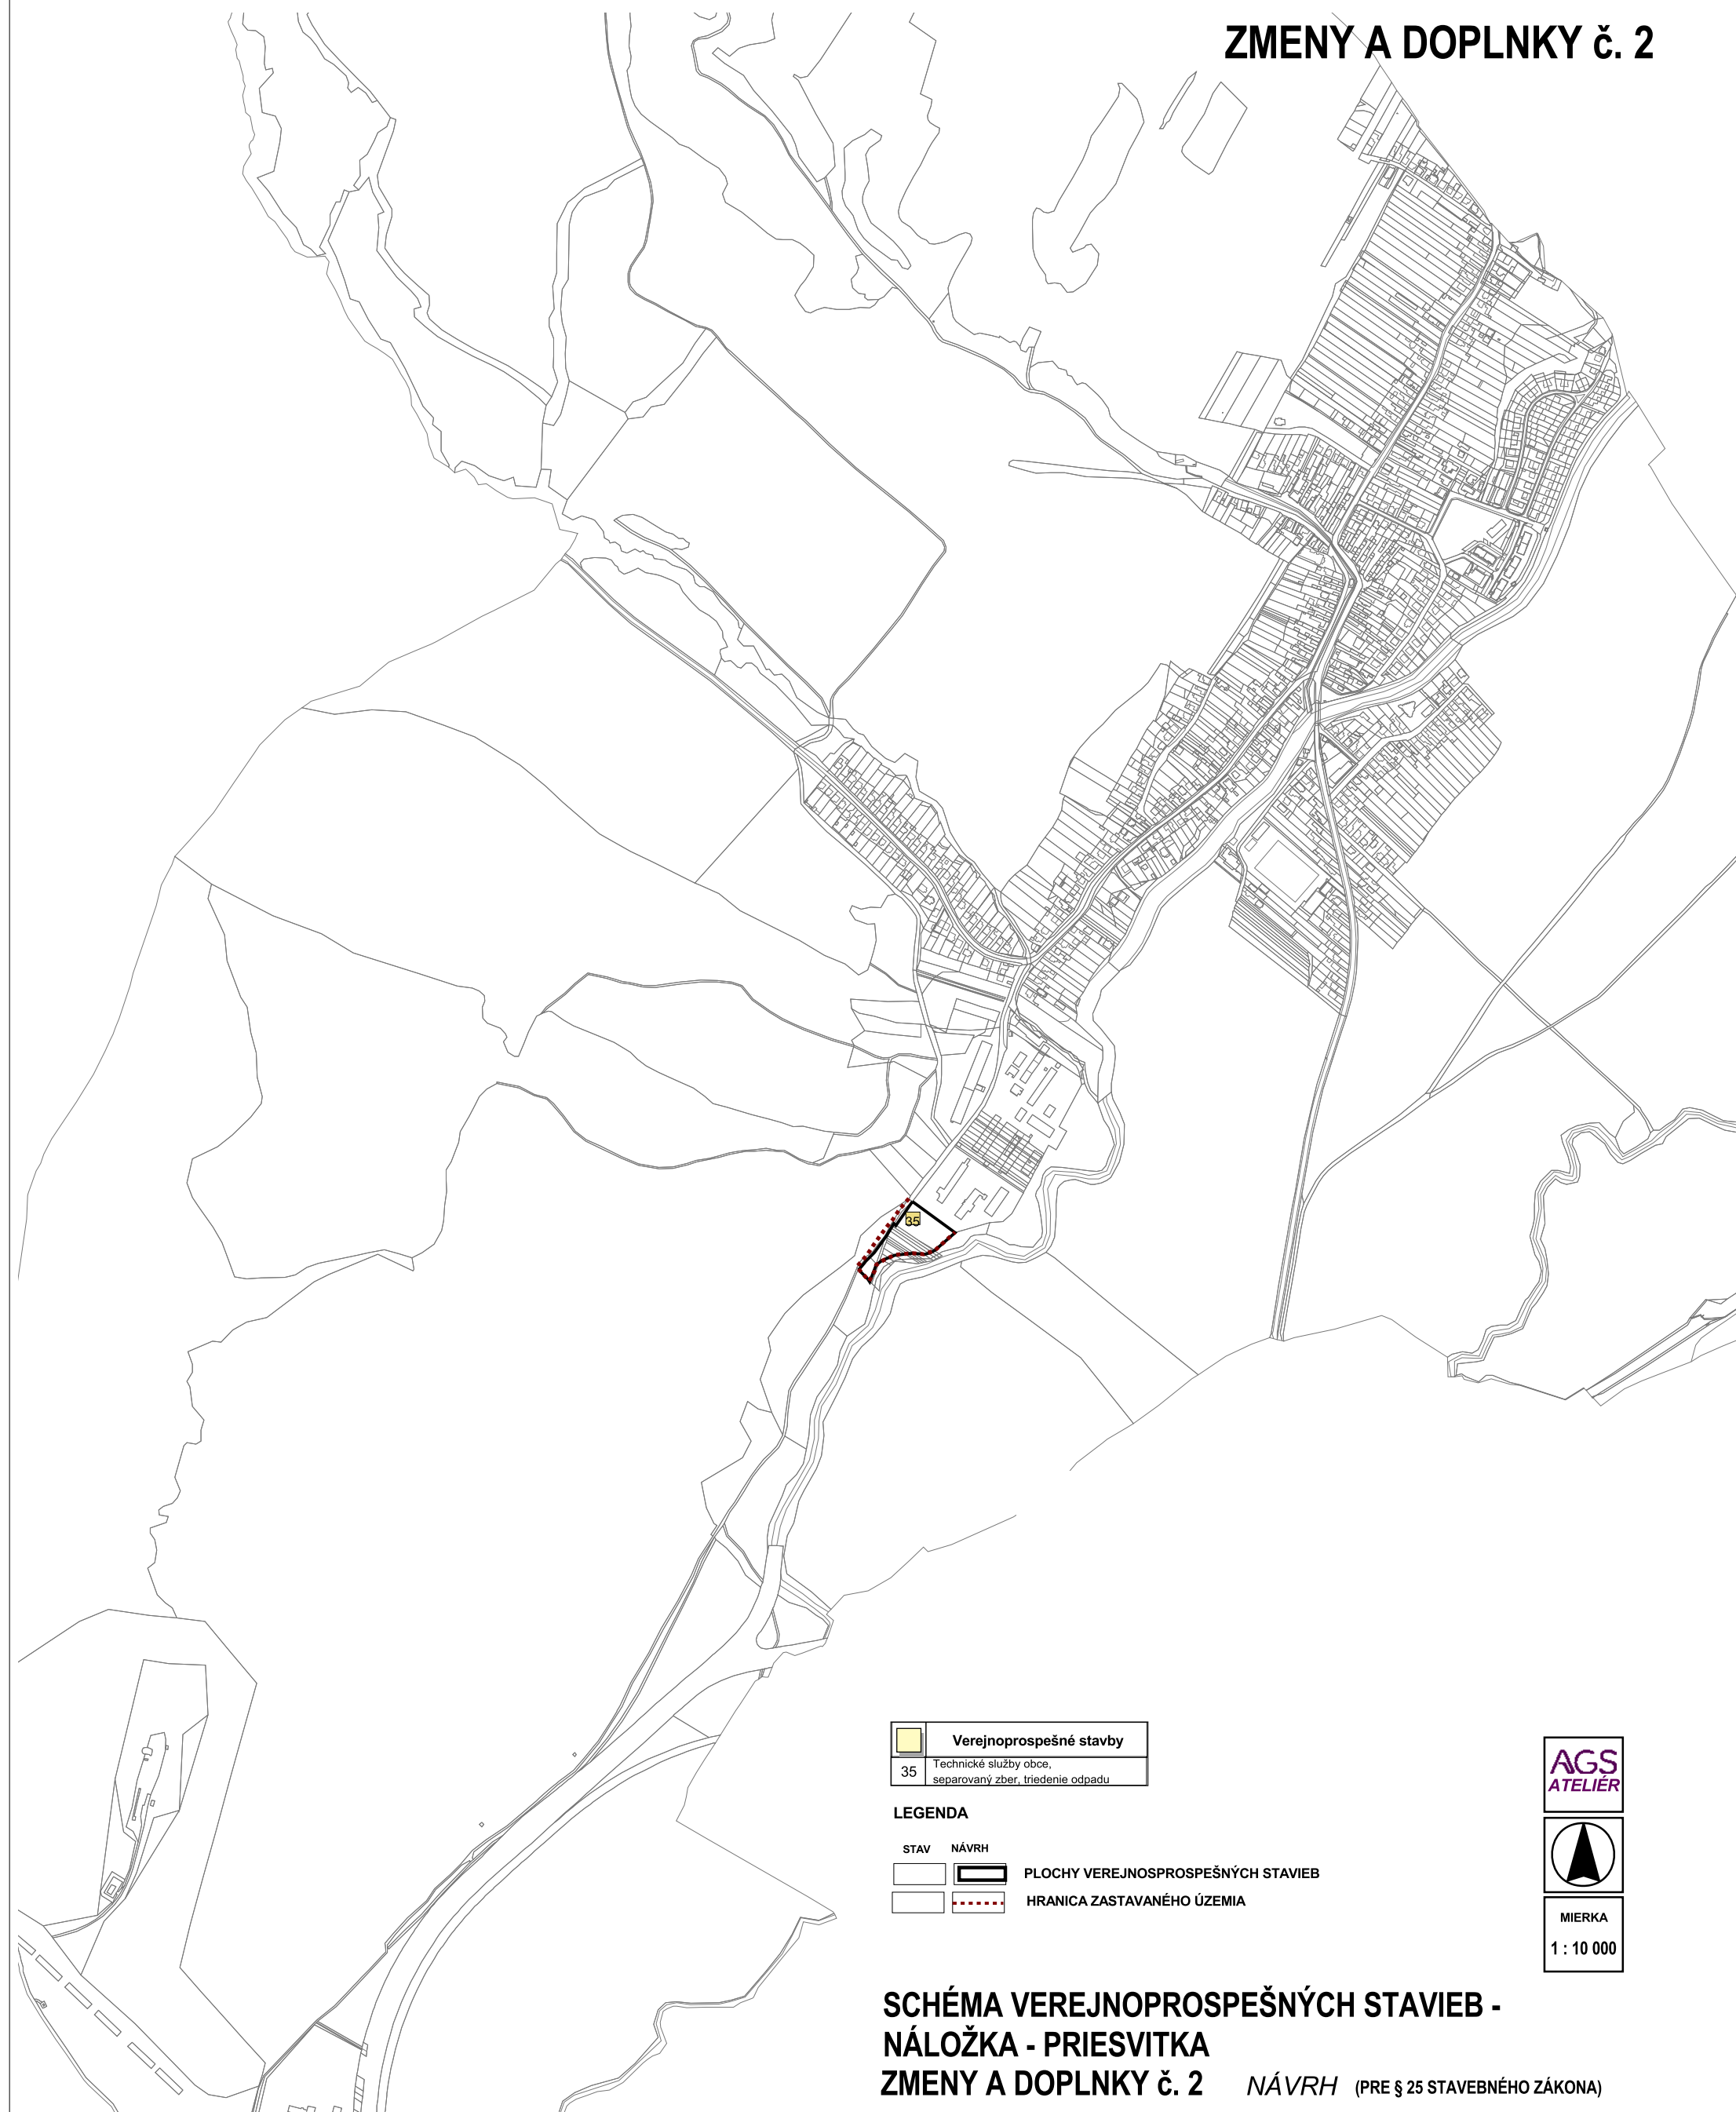 ZMENY A DOPLNKY č. 2
35
Verejnoprospešné stavby
35
Technické služby obce,
separovaný zber, triedenie odpadu
LEGENDA
STAV NÁVRH
PLOCHY VEREJNOSPROSPEŠNÝCH STAVIEB
HRANICA ZASTAVANÉHO ÚZEMIA
AGS
ATELIÉR
MIERKA
1 : 10 000
SCHÉMA VEREJNOPROSPEŠNÝCH STAVIEB -
NÁLOŽKA - PRIESVITKA
ZMENY A DOPLNKY č. 2 NÁVRH (PRE § 25 STAVEBNÉHO ZÁKONA)